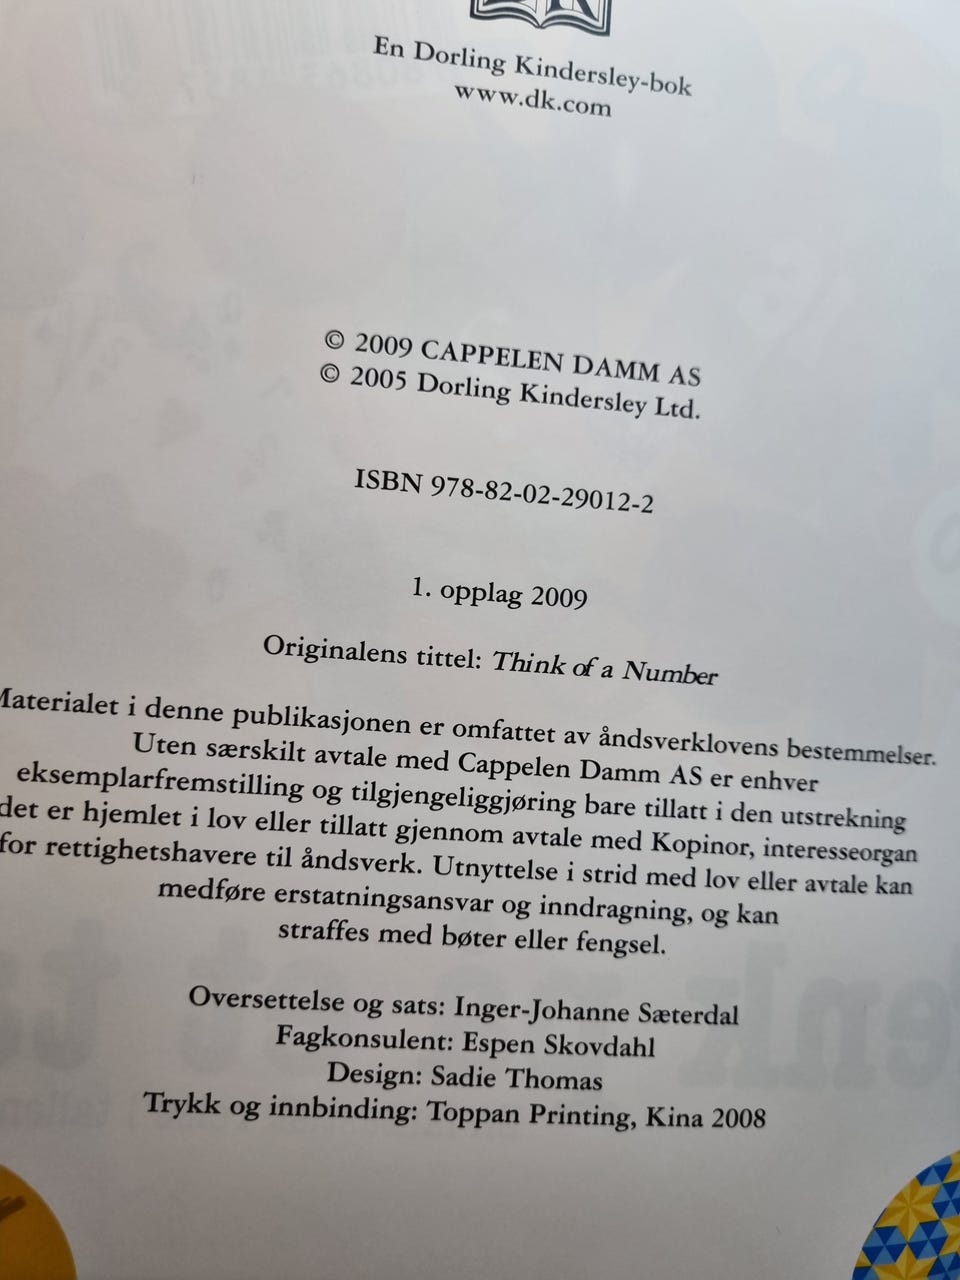 En Dorling Kindersley-bok
www.dk.com
© 2009 CAPPELEN DAMM AS
© 2005 Dorling Kindersley Ltd.
ISBN 978-82-02-29012-2
1. opplag 2009
Originalens tittel: Think of a Number
Materialet i denne publikasjonen er omfattet av åndsverklovens bestemmelser.
Uten særskilt avtale med Cappelen Damm AS er enhver
eksemplarfremstilling og tilgjengeliggjøring bare tillatt i den utstrekning
det er hjemlet i lov eller tillatt gjennom avtale med Kopinor, interesseorgan
for rettighetshavere til åndsverk. Utnyttelse i strid med lov eller avtale kan
medføre erstatningsansvar og inndragning, og kan
straffes med bøter eller fengsel.
Oversettelse og sats: Inger-Johanne Sæterdal
Fagkonsulent: Espen Skovdahl
Design: Sadie Thomas
Trykk og innbinding: Toppan Printing, Kina 2008